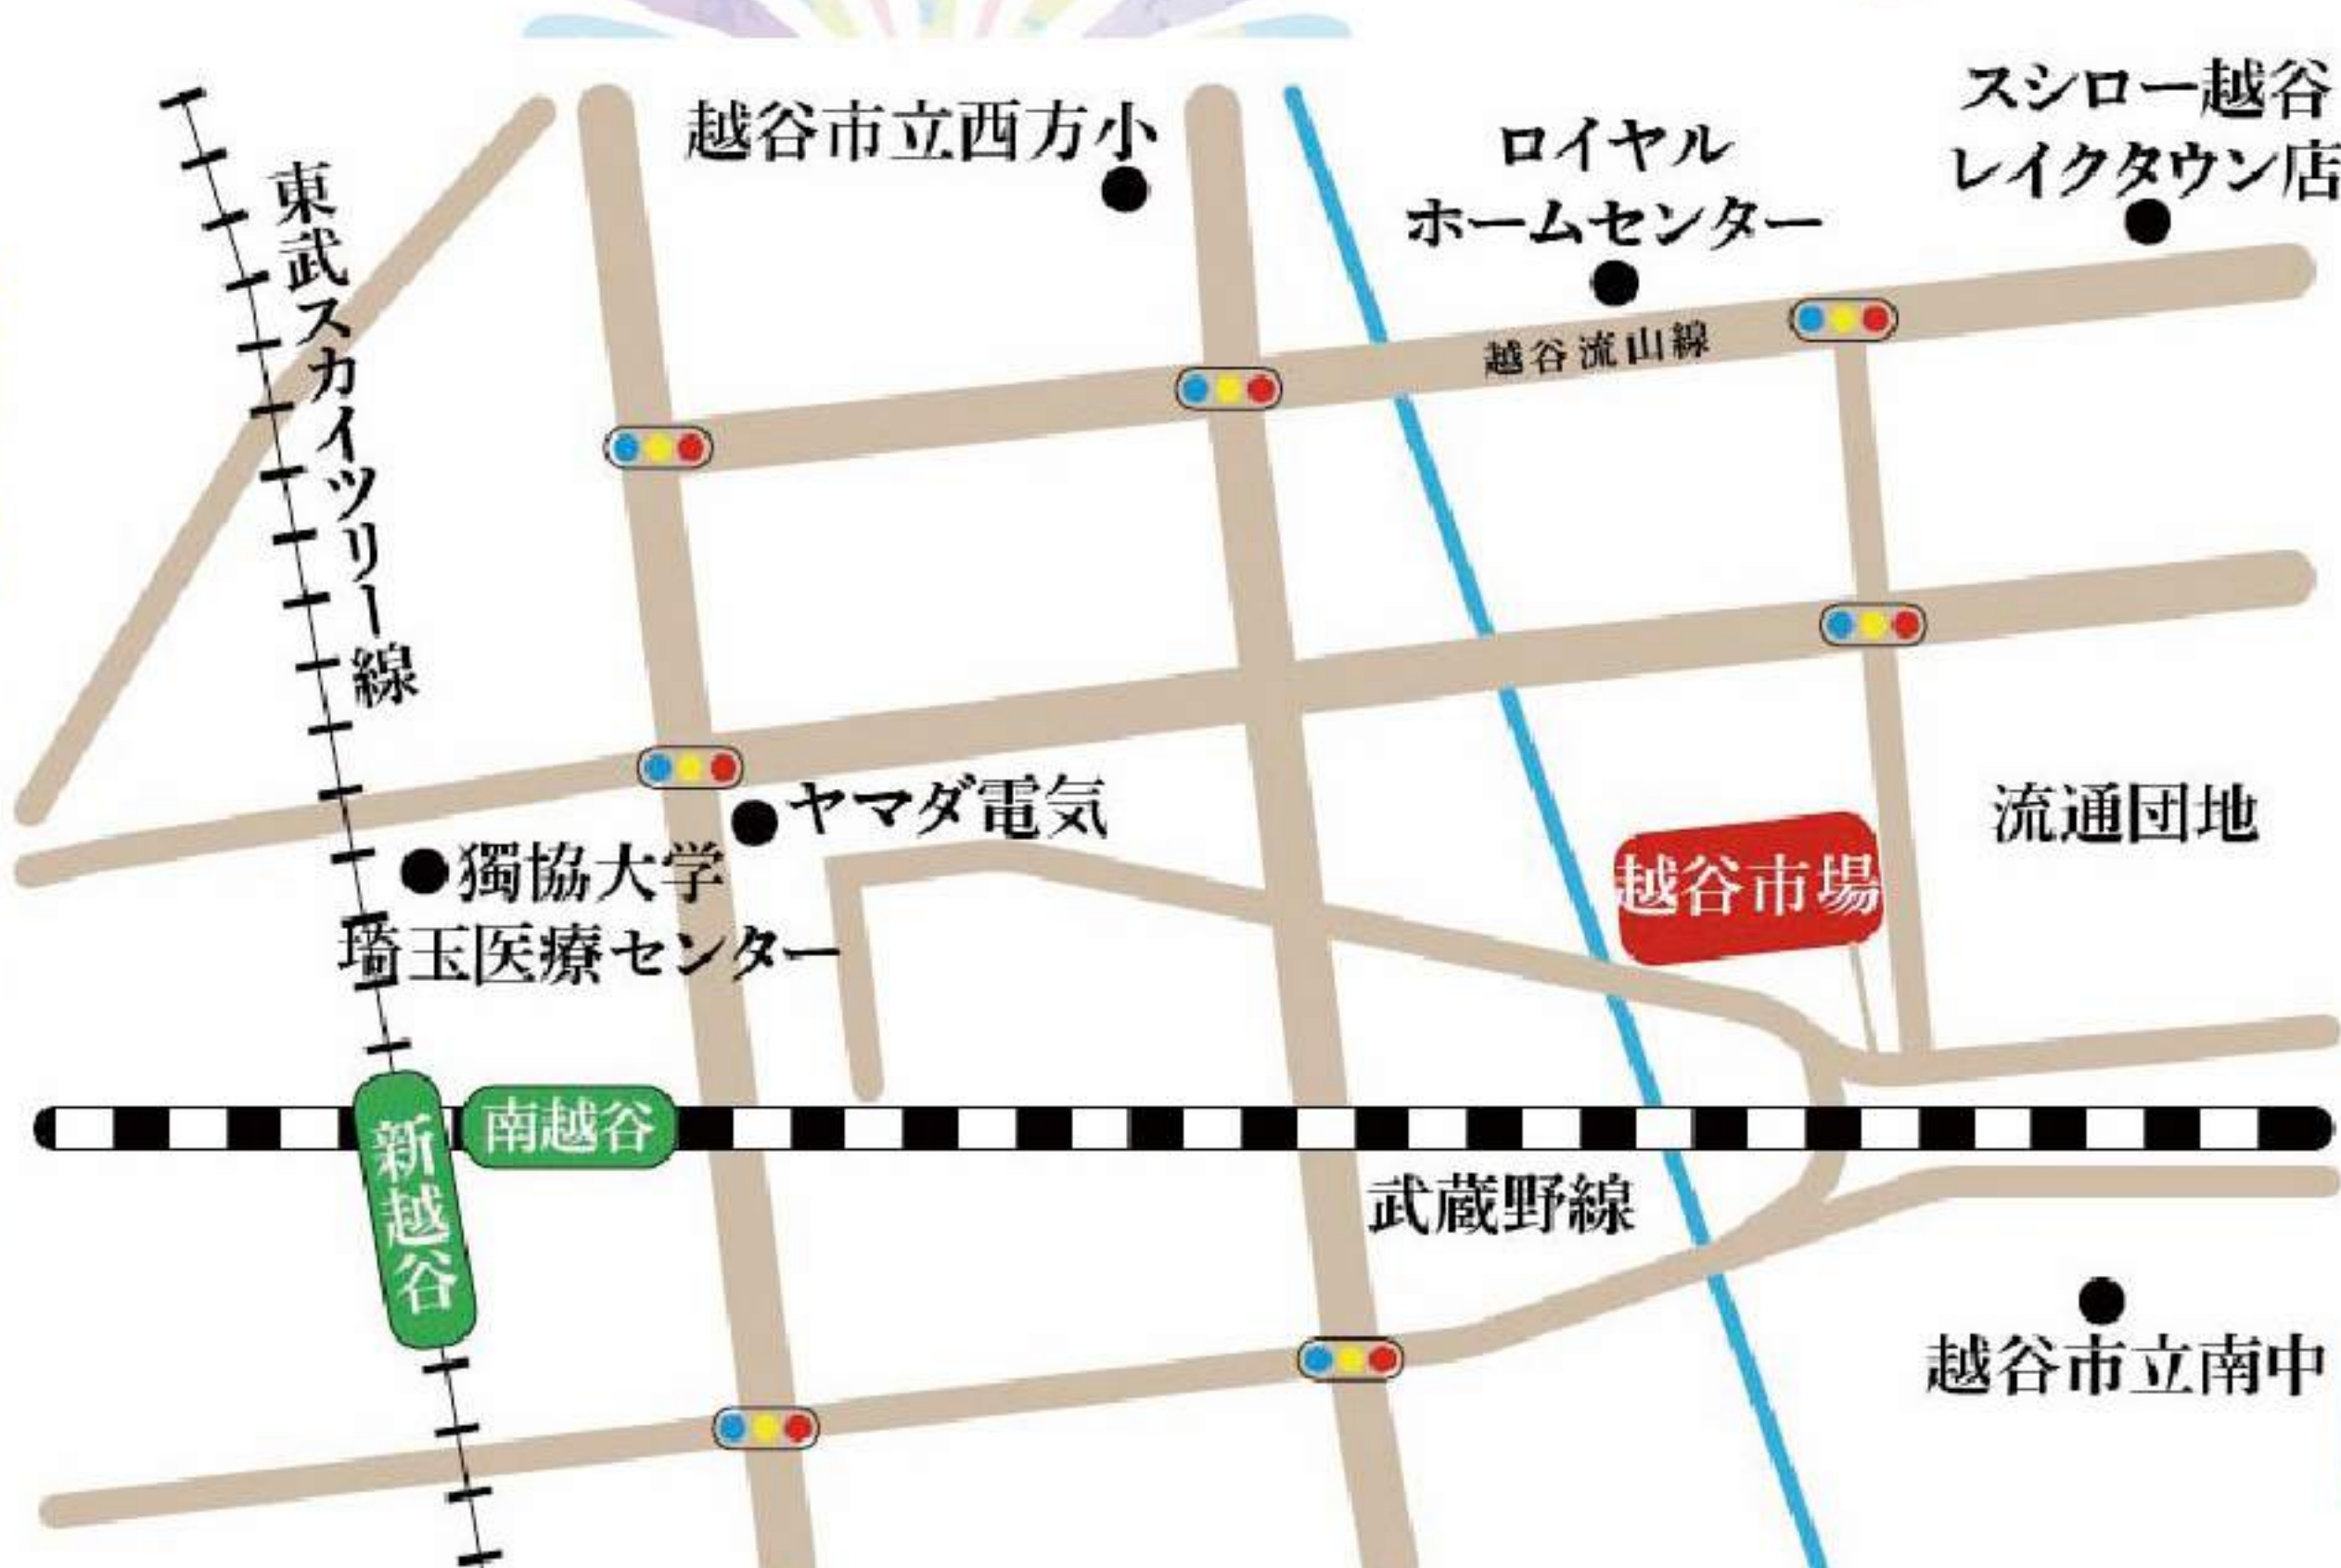 越谷市立西方小
スシロー越谷
レイクタウン店
ロイヤル
ホームセンター
東武スカイツリー線
越谷流山線
ヤマダ電気
流通団地
獨協大学
埼玉医療センター
越谷市場
南越谷
新越谷
武蔵野線
越谷市立南中